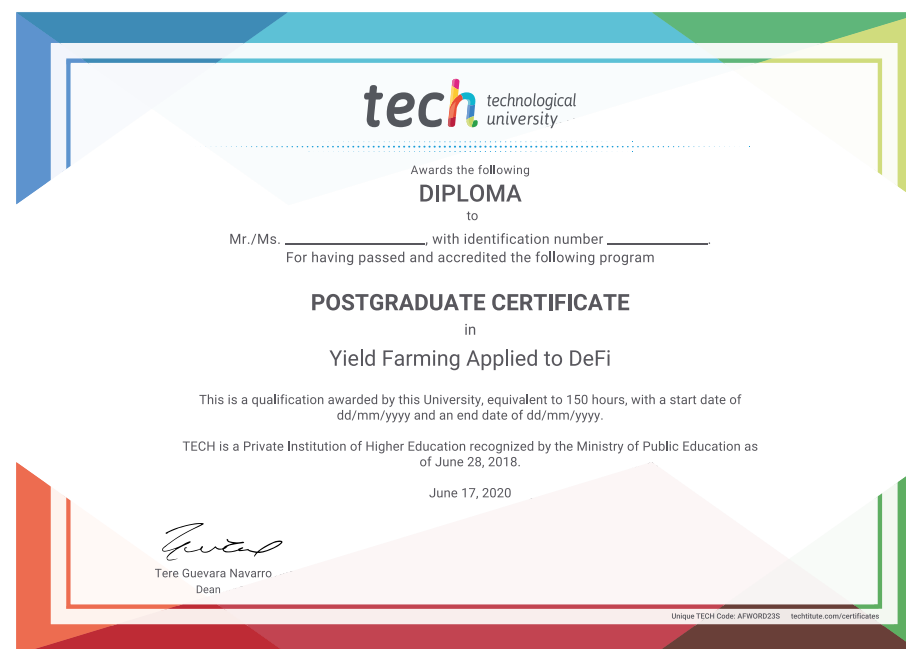 tech technological
university
Awards the following
DIPLOMA
to
Mr./Ms. ____________________, with identification number ______________.
For having passed and accredited the following program
POSTGRADUATE CERTIFICATE
in
Yield Farming Applied to DeFi
This is a qualification awarded by this University, equivalent to 150 hours, with a start date of
dd/mm/yyyy and an end date of dd/mm/yyyy.
TECH is a Private Institution of Higher Education recognized by the Ministry of Public Education as
of June 28, 2018.
June 17, 2020
Tere Guevara Navarro
Dean
Unique TECH Code: AFWORD23S techtitute.com/certificates